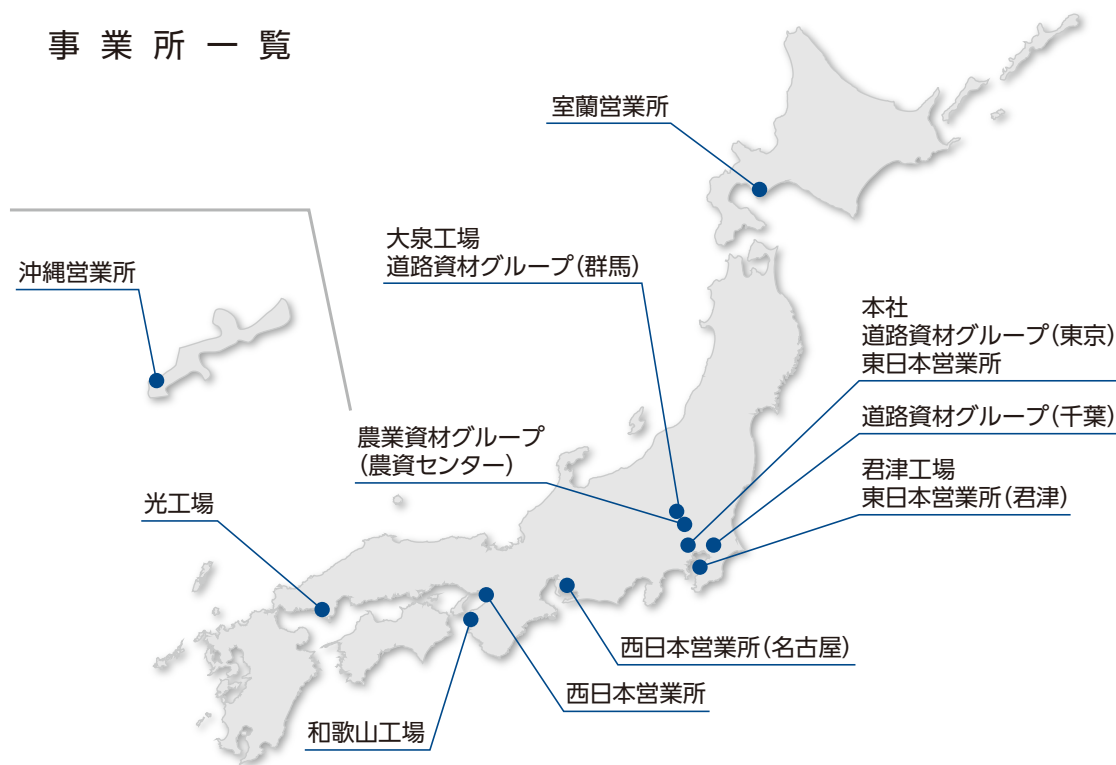 事業所一覧
室蘭営業所
大泉工場
道路資材グループ(群馬)
沖縄営業所
本社
道路資材グループ(東京)
東日本営業所
道路資材グループ(千葉)
農業資材グループ
(農資センター)
君津工場
東日本営業所(君津)
光工場
西日本営業所(名古屋)
西日本営業所
和歌山工場